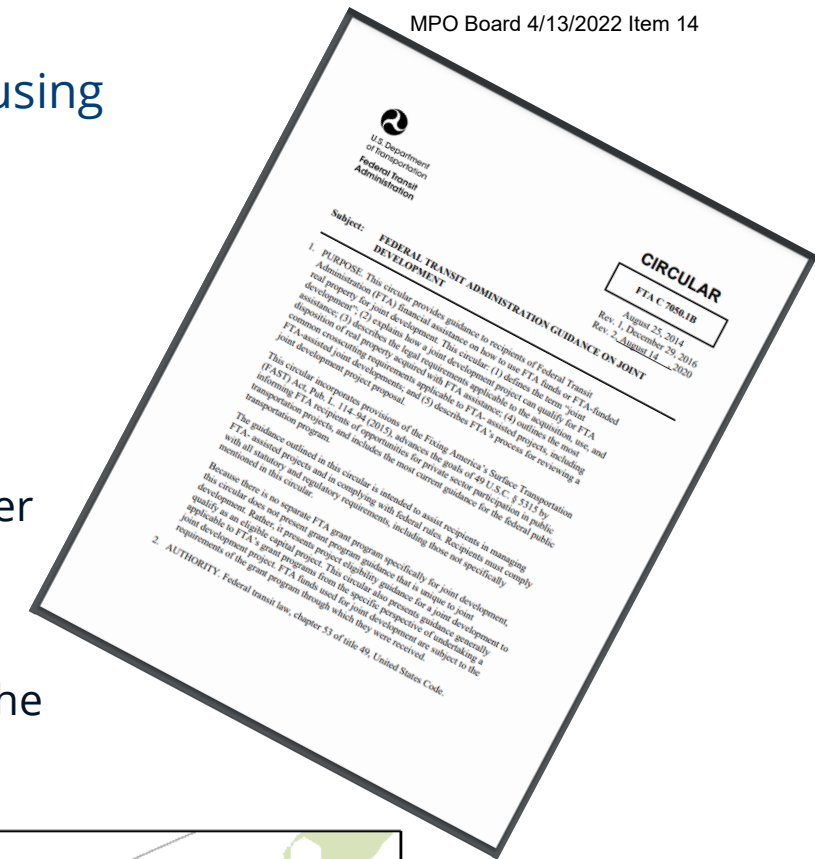 MPO Board 4/13/2022 Item 14
using
er
he
U.S. Department
of Transportation
Federal Transit
Administration
CIRCULAR
FTA C 7050.1B
August 25, 2014
Rev. 1, December 29, 2016
Rev. 2, August 14, 2020
Subject: FEDERAL TRANSIT ADMINISTRATION GUIDANCE ON JOINT
DEVELOPMENT
1. PURPOSE. This circular provides guidance to recipients of Federal Transit
Administration (FTA) financial assistance on how to use FTA funds or FTA-funded
real property for joint development. This circular: (1) defines the term “joint
development”; (2) explains how a joint development project can qualify for FTA
assistance; (3) describes the legal requirements applicable to the acquisition, use, and
disposition of real property acquired with FTA assistance; (4) outlines the most
common crosscutting requirements applicable to FTA- assisted projects, including
FTA-assisted joint developments; and (5) describes FTA’s process for reviewing a
joint development project proposal.
This circular incorporates provisions of the Fixing America’s Surface Transportation
(FAST) Act, Pub. L. 114–94 (2015), advances the goals of 49 U.S.C. § 5315 by
informing FTA recipients of opportunities for private sector participation in public
transportation projects, and includes the most current guidance for the federal public
transportation program.
The guidance outlined in this circular is intended to assist recipients in managing
FTA- assisted projects and in complying with federal rules. Recipients must comply
with all statutory and regulatory requirements, including those not specifically
mentioned in this circular.
Because there is no separate FTA grant program specifically for joint development,
this circular does not present grant program guidance that is unique to joint
development. Rather, it presents project eligibility guidance for a joint development to
qualify as an eligible capital project. This circular also presents guidance generally
applicable to FTA’s grant programs from the specific perspective of undertaking a
joint development project. FTA funds used for joint development are subject to the
requirements of the grant program through which they were received.
2. AUTHORITY. Federal transit law, chapter 53 of title 49, United States Code.